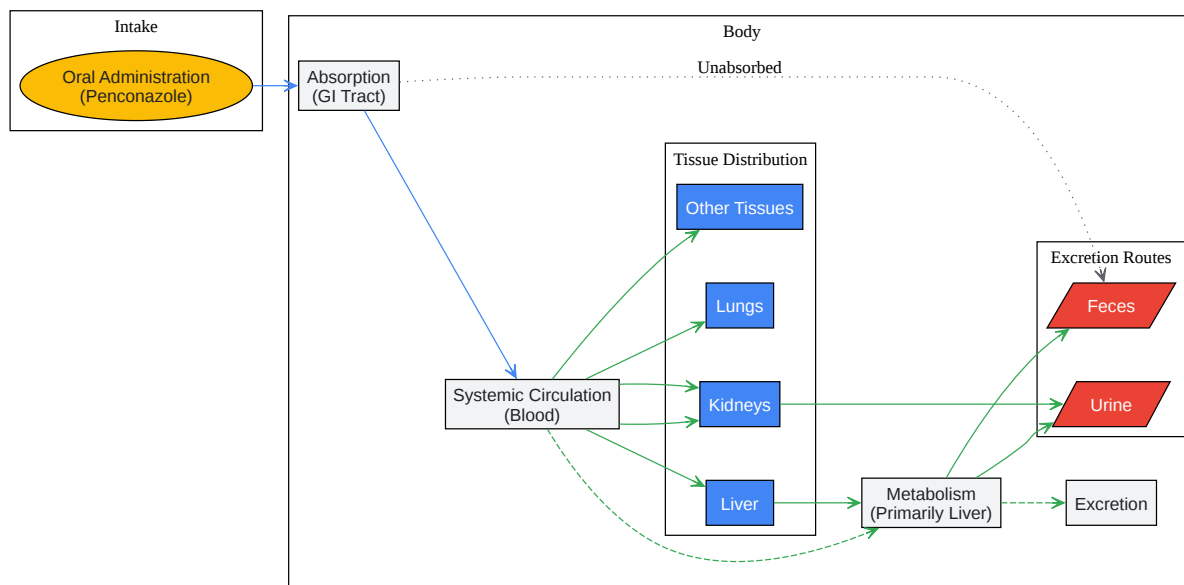 Intake
Oral Administration
(Penconazole)
Body
Absorption
(GI Tract)
Unabsorbed
Tissue Distribution
Other Tissues
Lungs
Kidneys
Liver
Systemic Circulation
(Blood)
Metabolism
(Primarily Liver)
Excretion Routes
Feces
Urine
Excretion